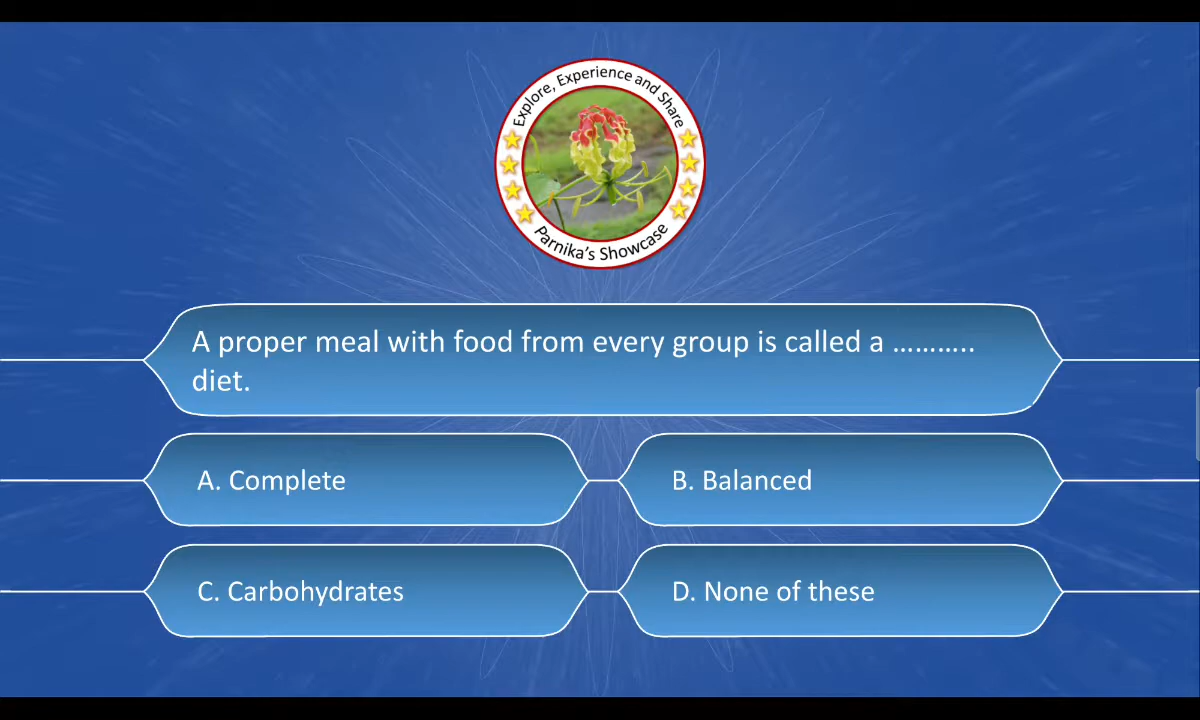 Explore, Experience and Share
Parnika's Showcase
A proper meal with food from every group is called a ………..
diet.
A. Complete
B. Balanced
C. Carbohydrates
D. None of these